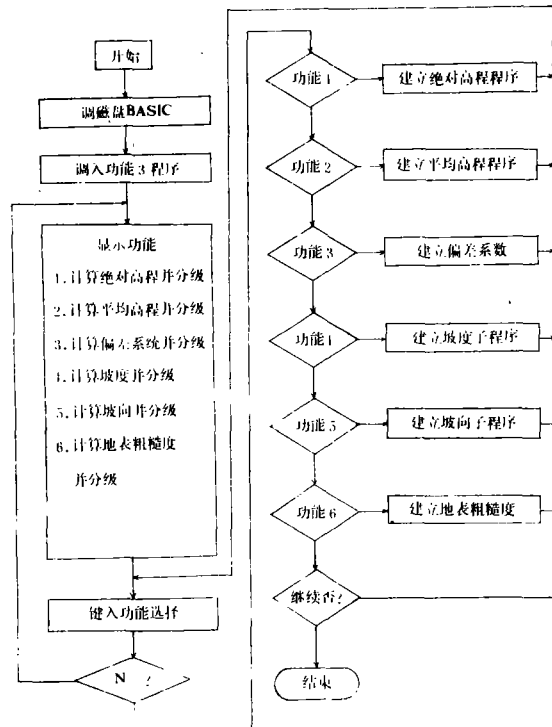 开始
调磁盘BASIC
调入功能3程序
显示功能
1.计算绝对高程并分级
2.计算平均高程并分级
3.计算偏差系统并分级
4.计算坡度并分级
5.计算坡向并分级
6.计算地表粗糙度
并分级
键入功能选择
N ?
功能1
建立绝对高程程序
功能2
建立平均高程程序
功能3
建立偏差系数
功能4
建立坡度子程序
功能5
建立坡向子程序
功能6
建立地表粗糙度
继续否?
结束